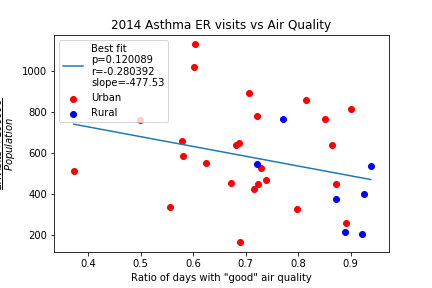 2014 Asthma ER visits vs Air Quality
Best fit
p=0.120089
r=-0.280392
slope=-477.53
Urban
Rural
1000
800
600
400
200
Population
0.4 0.5 0.6 0.7 0.8 0.9
Ratio of days with "good" air quality